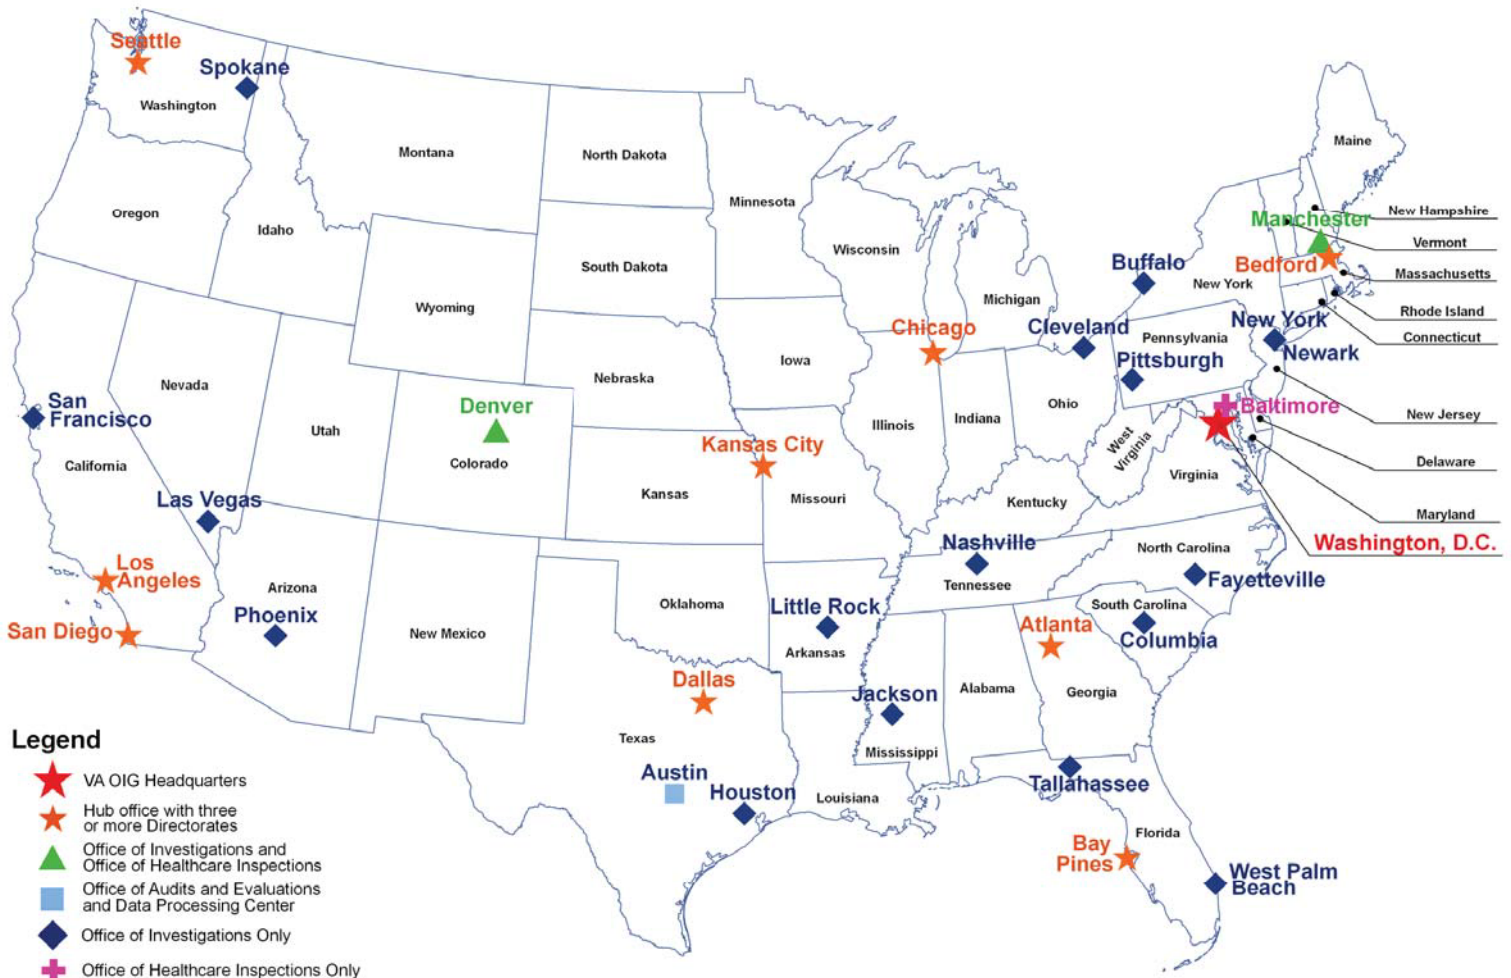 Seattle
Spokane
Washington
Montana
North Dakota
Minnesota
Maine
Oregon
Idaho
South Dakota
Wisconsin
Michigan
Manchester
New Hampshire
Vermont
Bedford
Massachusetts
Buffalo
New York
Rhode Island
Connecticut
Wyoming
Chicago
Cleveland
New York
Newark
Pennsylvania
Pittsburgh
Iowa
Nebraska
Nevada
Utah
Denver
Colorado
San
Francisco
California
Kansas City
Kansas
Missouri
Illinois
Indiana
Ohio
Baltimore
New Jersey
West
Virginia
Virginia
Delaware
Maryland
Washington, D.C.
Kentucky
Las Vegas
Los
Angeles
San Diego
Arizona
Phoenix
New Mexico
Oklahoma
Little Rock
Arkansas
Nashville
Tennessee
North Carolina
Fayetteville
South Carolina
Columbia
Atlanta
Georgia
Alabama
Jackson
Mississippi
Dallas
Texas
Austin
Houston
Louisiana
Tallahassee
Florida
Bay
Pines
West Palm
Beach
Legend
VA OIG Headquarters
Hub office with three
or more Directorates
Office of Investigations and
Office of Healthcare Inspections
Office of Audits and Evaluations
and Data Processing Center
Office of Investigations Only
Office of Healthcare Inspections Only